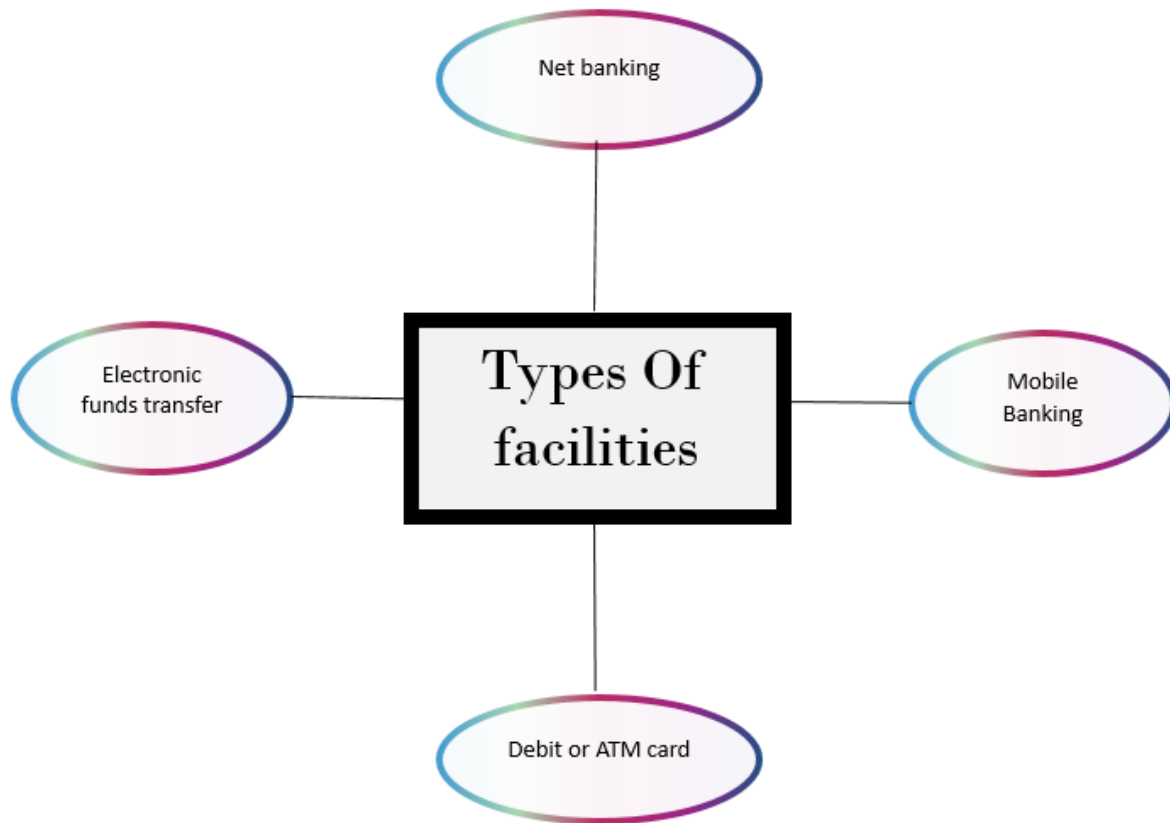 Net banking
Electronic
funds transfer
Types Of
facilities
Mobile
Banking
Debit or ATM card